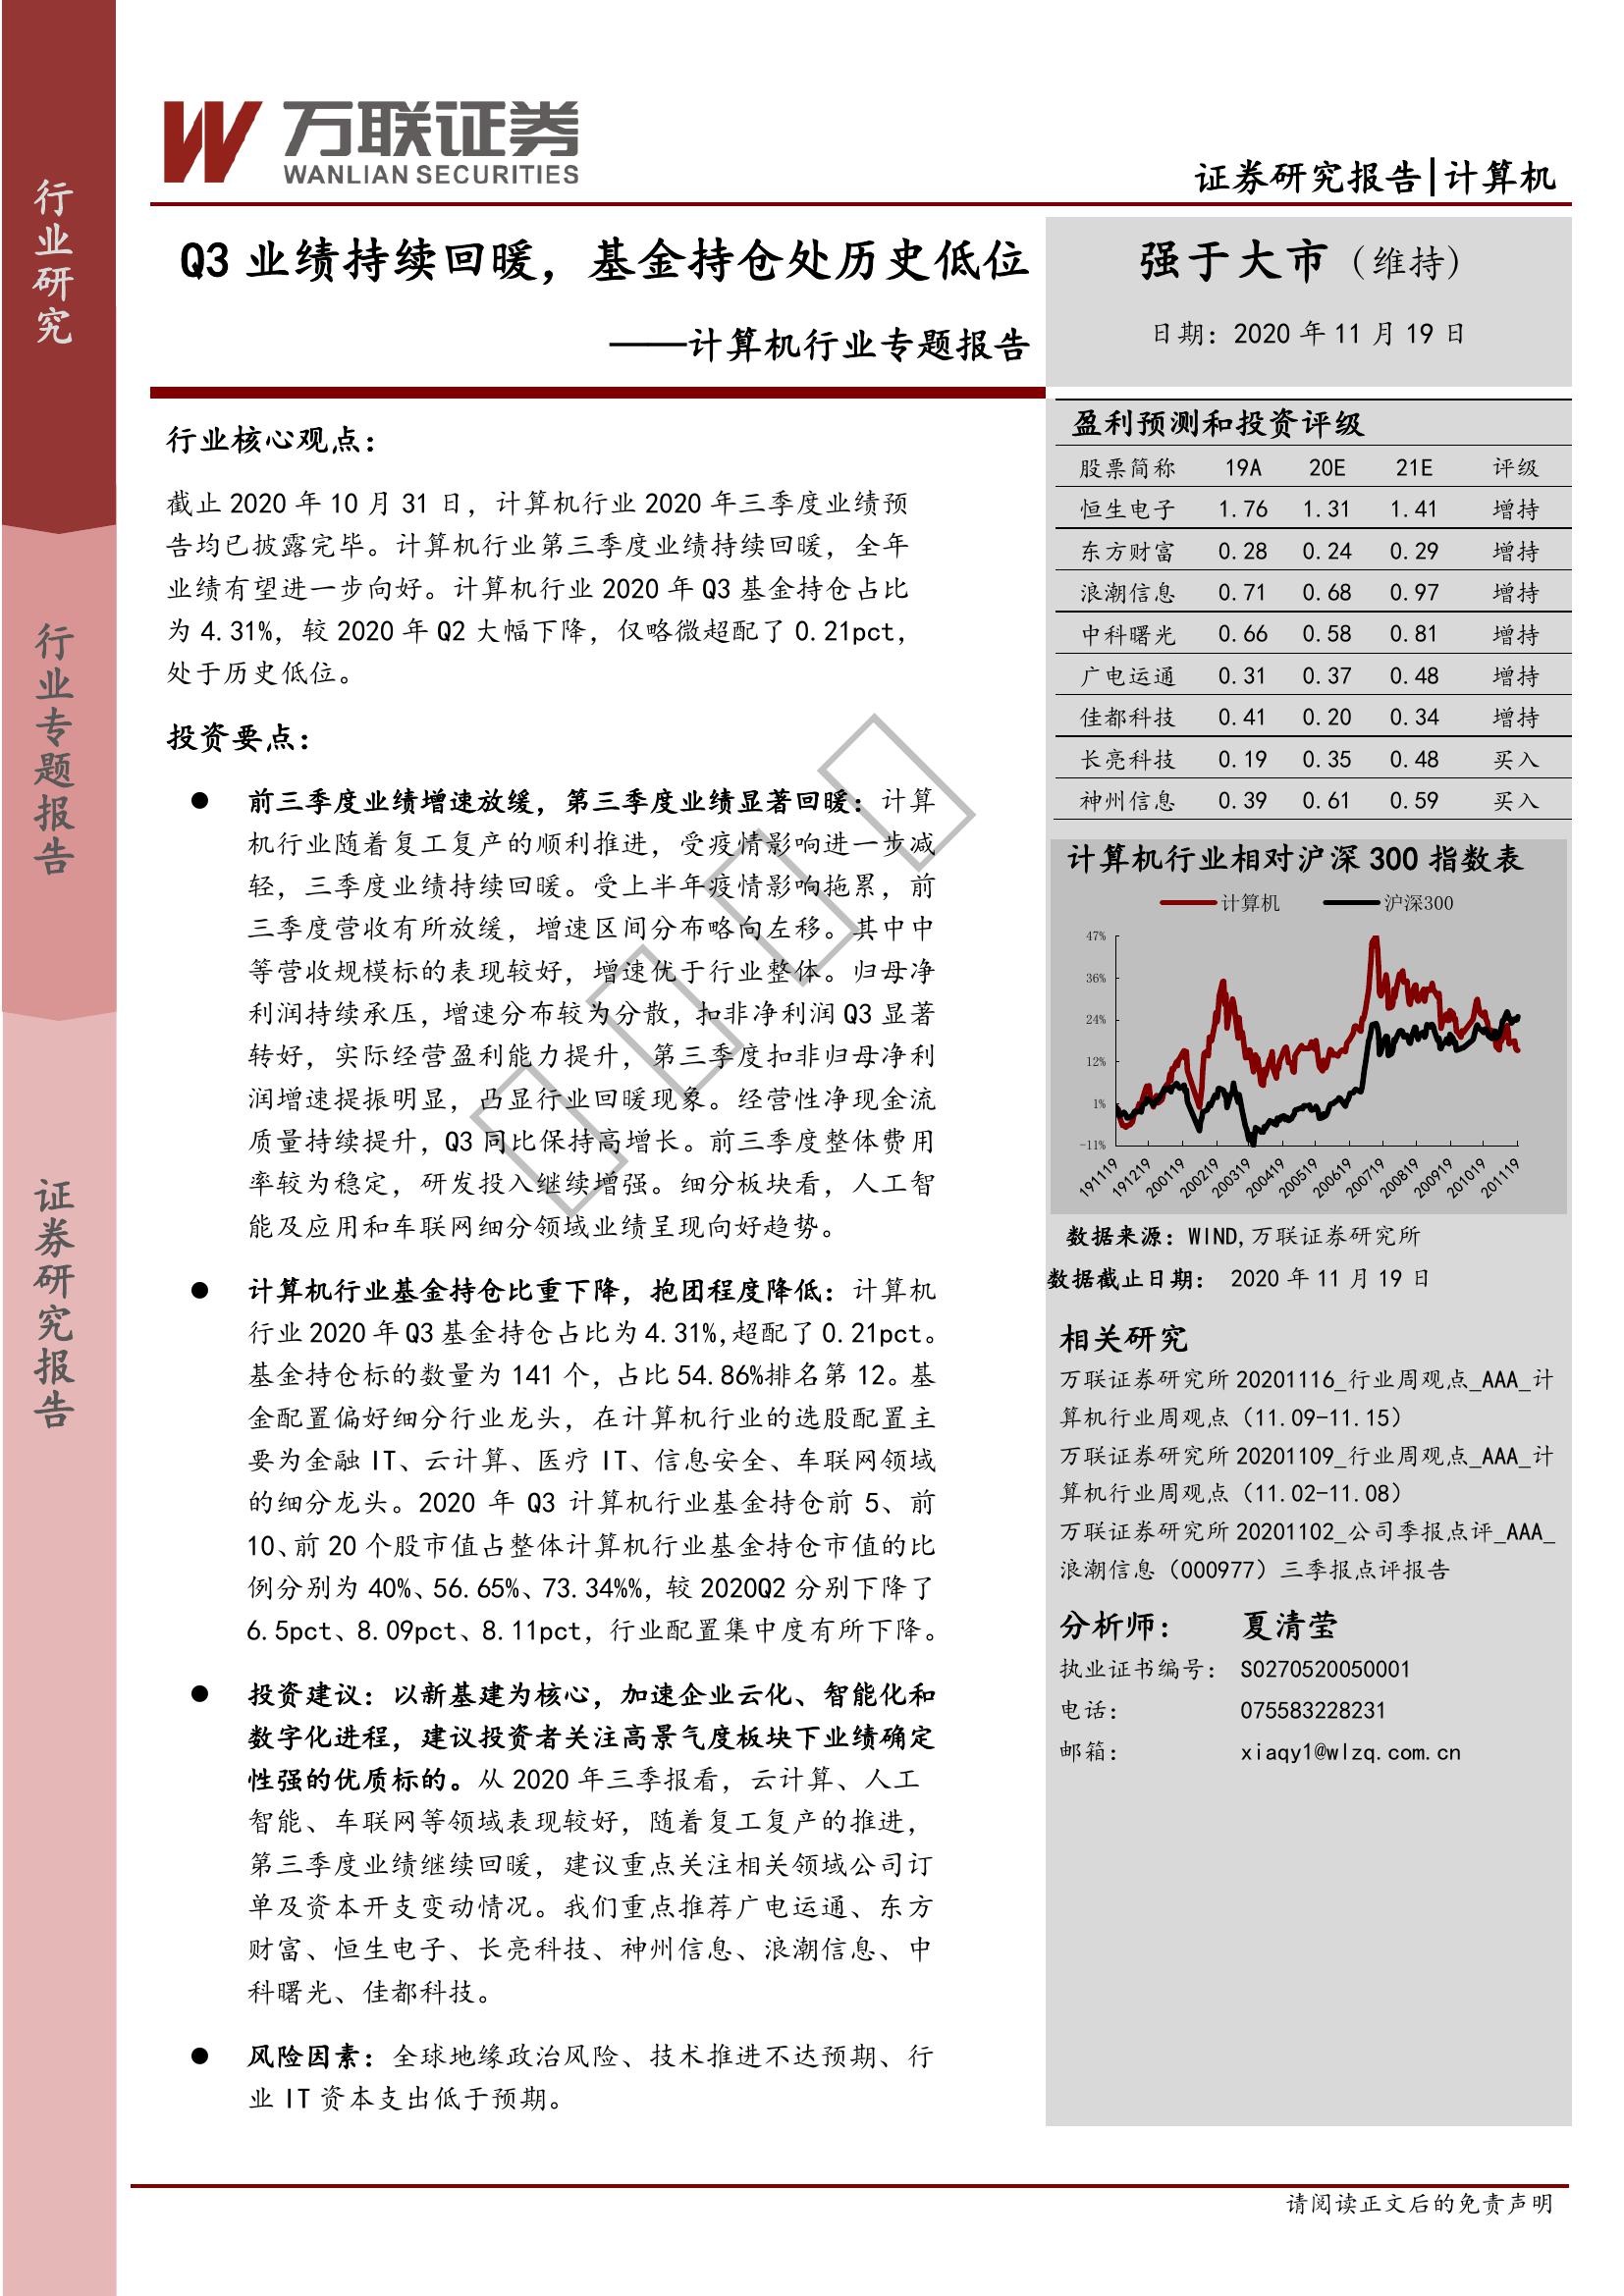 行业研究
行业专题报告
证券研究报告
万联证券
WANLIAN SECURITIES
证券研究报告|计算机
Q3 业绩持续回暖，基金持仓处历史低位
——计算机行业专题报告
强于大市（维持）
日期：2020 年 11 月 19 日
行业核心观点：
截止 2020 年 10 月 31 日，计算机行业 2020 年三季度业绩预
告均已披露完毕。计算机行业第三季度业绩持续回暖，全年
业绩有望进一步向好。计算机行业 2020 年 Q3 基金持仓占比
为 4.31%，较 2020 年 Q2 大幅下降，仅略微超配了 0.21pct，
处于历史低位。
投资要点：
● 前三季度业绩增速放缓，第三季度业绩显著回暖：计算
机行业随着复工复产的顺利推进，受疫情影响进一步减
轻，三季度业绩持续回暖。受上半年疫情影响拖累，前
三季度营收有所放缓，增速区间分布略向左移。其中中
等营收规模标的表现较好，增速优于行业整体。归母净
利润持续承压，增速分布较为分散，扣非净利润 Q3 显著
转好，实际经营盈利能力提升，第三季度扣非归母净利
润增速提振明显，凸显行业回暖现象。经营性净现金流
质量持续提升，Q3 同比保持高增长。前三季度整体费用
率较为稳定，研发投入继续增强。细分板块看，人工智
能及应用和车联网细分领域业绩呈现向好趋势。
● 计算机行业基金持仓比重下降，抱团程度降低：计算机
行业 2020 年 Q3 基金持仓占比为 4.31%,超配了 0.21pct。
基金持仓标的数量为 141 个，占比 54.86%排名第 12。基
金配置偏好细分行业龙头，在计算机行业的选股配置主
要为金融 IT、云计算、医疗 IT、信息安全、车联网领域
的细分龙头。2020 年 Q3 计算机行业基金持仓前 5、前
10、前 20 个股市值占整体计算机行业基金持仓市值的比
例分别为 40%、56.65%、73.34%%，较 2020Q2 分别下降了
6.5pct、8.09pct、8.11pct，行业配置集中度有所下降。
● 投资建议：以新基建为核心，加速企业云化、智能化和
数字化进程，建议投资者关注高景气度板块下业绩确定
性强的优质标的。从 2020 年三季报看，云计算、人工
智能、车联网等领域表现较好，随着复工复产的推进，
第三季度业绩继续回暖，建议重点关注相关领域公司订
单及资本开支变动情况。我们重点推荐广电运通、东方
财富、恒生电子、长亮科技、神州信息、浪潮信息、中
科曙光、佳都科技。
● 风险因素：全球地缘政治风险、技术推进不达预期、行
业 IT 资本支出低于预期。
盈利预测和投资评级
股票简称 19A 20E 21E 评级
恒生电子 1.76 1.31 1.41 增持
东方财富 0.28 0.24 0.29 增持
浪潮信息 0.71 0.68 0.97 增持
中科曙光 0.66 0.58 0.81 增持
广电运通 0.31 0.37 0.48 增持
佳都科技 0.41 0.20 0.34 增持
长亮科技 0.19 0.35 0.48 买入
神州信息 0.39 0.61 0.59 买入
计算机行业相对沪深 300 指数表
计算机 沪深300
47%
36%
24%
12%
1%
-11%
191119 191219 200119 200219 200319 200419 200519 200619 200719 200819 200919 201019 201119
数据来源：WIND,万联证券研究所
数据截止日期： 2020 年 11 月 19 日
相关研究
万联证券研究所 20201116_行业周观点_AAA_计
算机行业周观点（11.09-11.15）
万联证券研究所 20201109_行业周观点_AAA_计
算机行业周观点（11.02-11.08）
万联证券研究所 20201102_公司季报点评_AAA_
浪潮信息（000977）三季报点评报告
分析师： 夏清莹
执业证书编号： S0270520050001
电话： 075583228231
邮箱： xiaqy1@wlzq.com.cn
请阅读正文后的免责声明